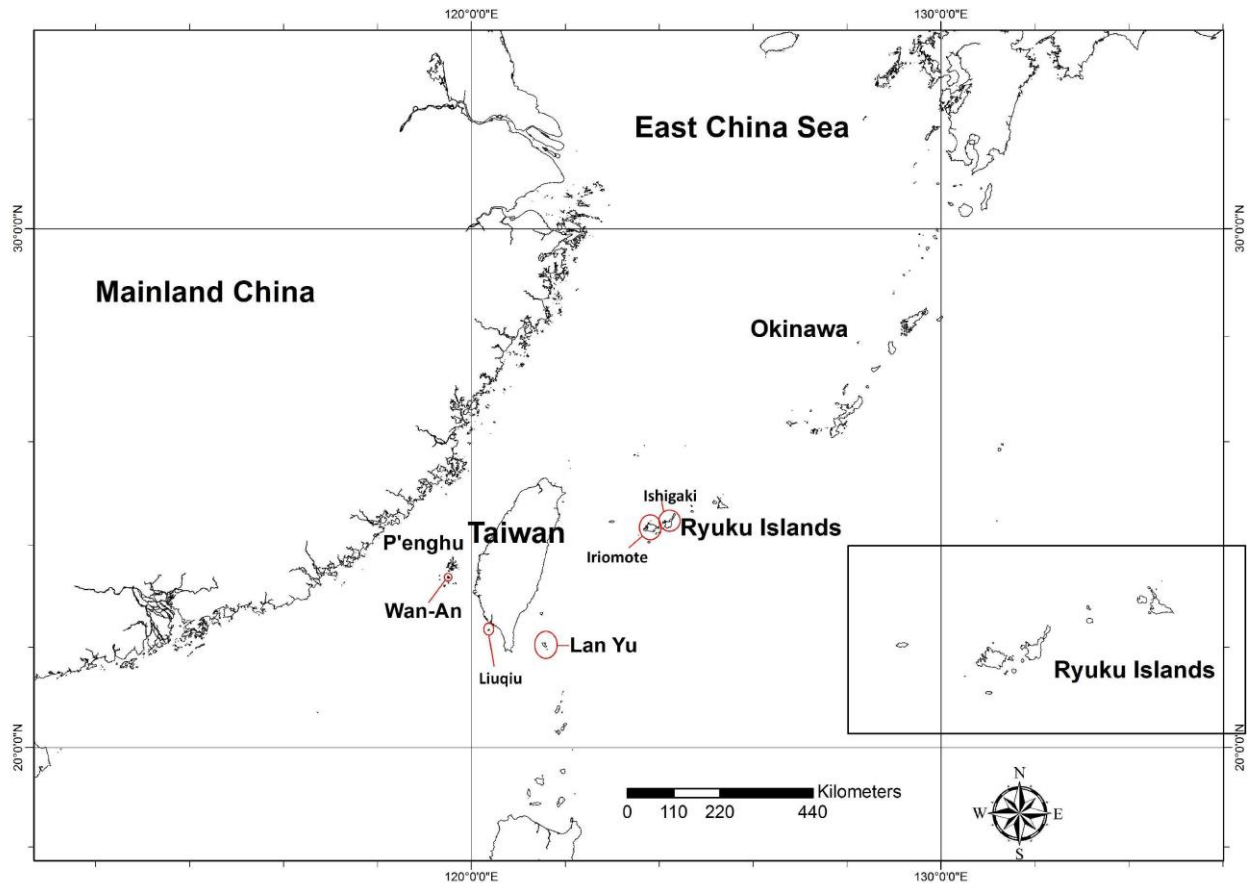 120°0'0"E
130°0'0"E
East China Sea
30°0'0"N
30°0'0"N
Mainland China
Okinawa
Ishigaki
Taiwan
Ryuku Islands
P'enghu
Iriomote
Wan-An
Lan Yu
Liuqiu
Ryuku Islands
20°0'0"N
20°0'0"N
Kilometers
0 110 220 440
N
W E
S
120°0'0"E
130°0'0"E